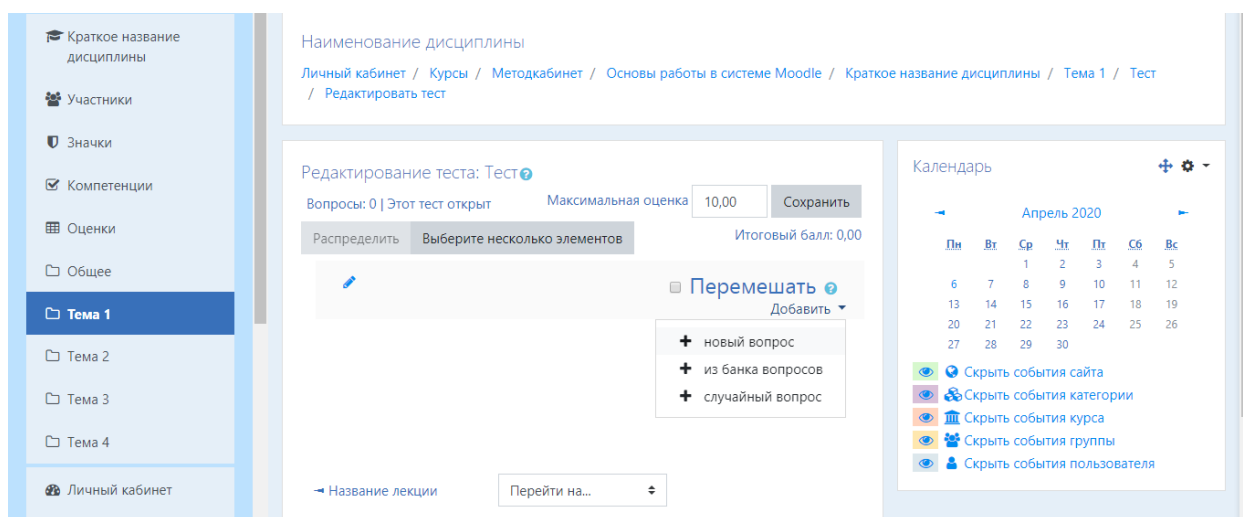 Краткое название
дисциплины
Участники
Значки
Компетенции
Оценки
Общее
Тема 1
Тема 2
Тема 3
Тема 4
Личный кабинет
Наименование дисциплины
Личный кабинет / Курсы / Методкабинет / Основы работы в системе Moodle / Краткое название дисциплины / Тема 1 / Тест
/ Редактировать тест
Редактирование теста: Тест
Вопросы: 0 | Этот тест открыт Максимальная оценка 10,00 Сохранить
Распределить Выберите несколько элементов Итоговый балл: 0,00
Перемешать
Добавить
новый вопрос
из банка вопросов
случайный вопрос
Название лекции Перейти на...
Календарь
Апрель 2020
Пн Вт Ср Чт Пт Сб Вс
1 2 3 4 5
6 7 8 9 10 11 12
13 14 15 16 17 18 19
20 21 22 23 24 25 26
27 28 29 30
Скрыть события сайта
Скрыть события категории
Скрыть события курса
Скрыть события группы
Скрыть события пользователя